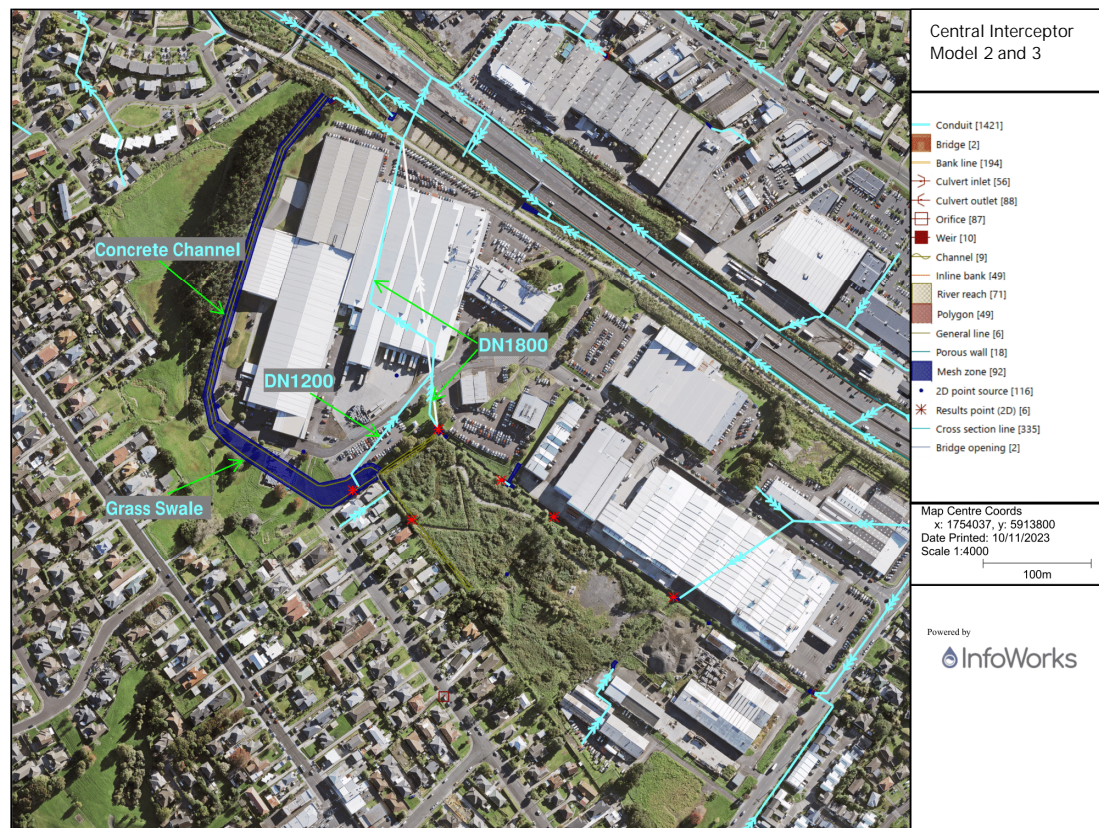 Central Interceptor
Model 2 and 3
Conduit [1421]
Bridge [2]
Bank line [194]
Culvert inlet [56]
Culvert outlet [88]
Orifice [87]
Weir [10]
Channel [9]
Inline bank [49]
River reach [71]
Polygon [49]
General line [6]
Porous wall [18]
Mesh zone [92]
2D point source [116]
Results point (2D) [6]
Cross section line [335]
Bridge opening [2]
Map Centre Coords
x: 1754037, y: 5913800
Date Printed: 10/11/2023
Scale 1:4000
100m
Powered by
InfoWorks
Concrete Channel
DN1800
DN1200
Grass Swale